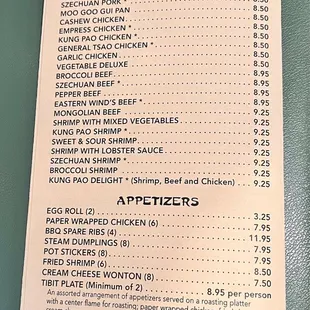 SZECHUAN PORK * 8.50
MOO GOO GUI PAN 8.50
CASHEW CHICKEN 8.50
EMPRESS CHICKEN * 8.50
KUNG PAO CHICKEN * 8.50
GENERAL TSAO CHICKEN * 8.50
GARLIC CHICKEN 8.50
VEGETABLE DELUXE 8.50
BROCCOLI BEEF 8.95
SZECHUAN BEEF * 8.95
PEPPER BEEF 8.95
EASTERN WIND'S BEEF * 8.95
MONGOLIAN BEEF 9.25
SHRIMP WITH MIXED VEGETABLES 9.25
KUNG PAO SHRIMP * 9.25
SWEET & SOUR SHRIMP 9.25
SHRIMP WITH LOBSTER SAUCE 9.25
SZECHUAN SHRIMP * 9.25
BROCCOLI SHRIMP 9.25
KUNG PAO DELIGHT * (Shrimp, Beef and Chicken) 9.25
APPETIZERS
EGG ROLL (2) 3.25
PAPER WRAPPED CHICKEN (6) 7.95
BBQ SPARE RIBS (4) 11.95
STEAM DUMPLINGS (8) 7.95
POT STICKERS (8) 7.50
FRIED SHRIMP (6) 8.50
CREAM CHEESE WONTON (8) 7.50
TIBIT PLATE (Minimum of 2) 8.95 per person
An assorted arrangement of appetizers served on a roasting platter
with a center flame for roasting; paper wrapped